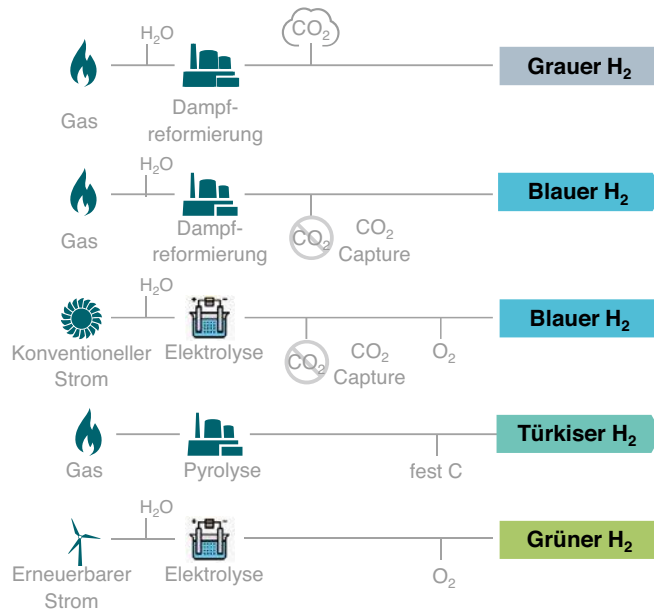 H₂O
CO₂
Grauer H₂
Gas
Dampf-
reformierung
H₂O
Blauer H₂
Gas
Dampf-
reformierung
CO₂
CO₂
Capture
H₂O
Blauer H₂
Konventioneller
Strom
Elektrolyse
CO₂
CO₂
Capture
O₂
Türkiser H₂
Gas
Pyrolyse
fest C
H₂O
Grüner H₂
Erneuerbarer
Strom
Elektrolyse
O₂